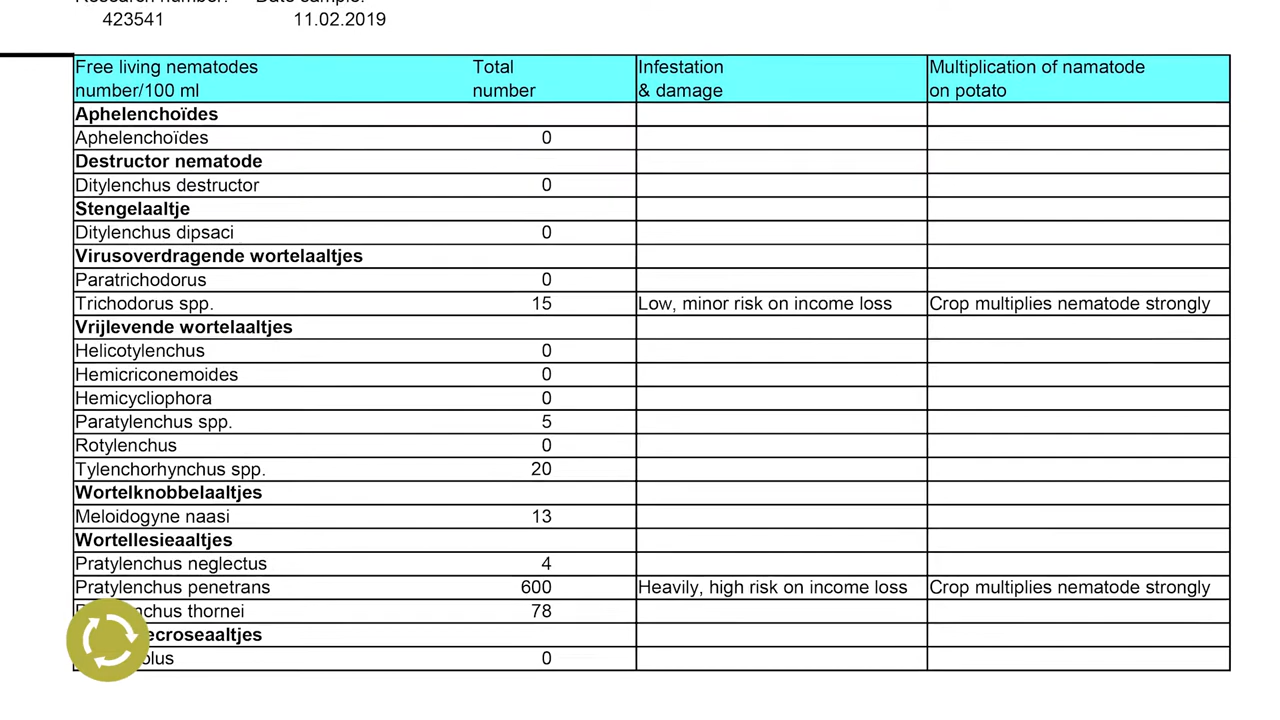 423541 11.02.2019
Free living nematodes Total Infestation Multiplication of namatode
number/100 ml number & damage on potato
Aphelenchoïdes
Aphelenchoïdes 0
Destructor nematode
Ditylenchus destructor 0
Stengelaaltje
Ditylenchus dipsaci 0
Virusoverdragende wortelaaltjes
Paratrichodorus 0
Trichodorus spp. 15 Low, minor risk on income loss Crop multiplies nematode strongly
Vrijlevende wortelaaltjes
Helicotylenchus 0
Hemicriconemoides 0
Hemicycliophora 0
Paratylenchus spp. 5
Rotylenchus 0
Tylenchorhynchus spp. 20
Wortelknobbelaaltjes
Meloidogyne naasi 13
Wortellesieaaltjes
Pratylenchus neglectus 4
Pratylenchus penetrans 600 Heavily, high risk on income loss Crop multiplies nematode strongly
nchus thornei 78
ecroseaaltjes
olus 0